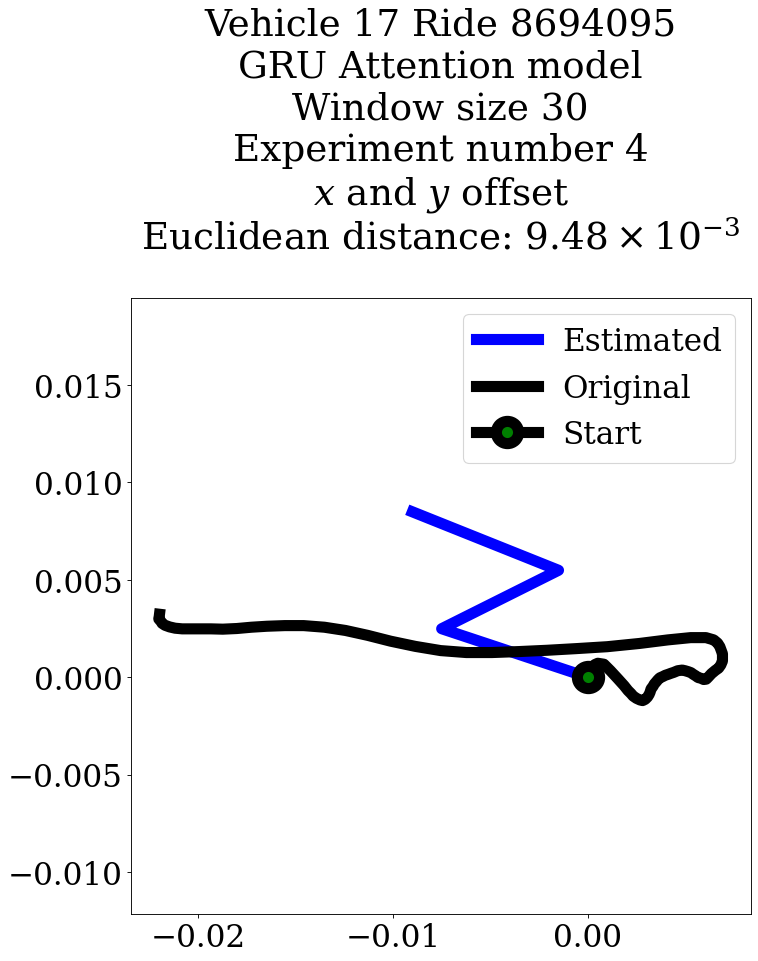 Vehicle 17 Ride 8694095
GRU Attention model
Window size 30
Experiment number 4
x and y offset
Euclidean distance: 9.48 × 10⁻³
Estimated
Original
Start
0.015
0.010
0.005
0.000
−0.005
−0.010
−0.02 −0.01 0.00